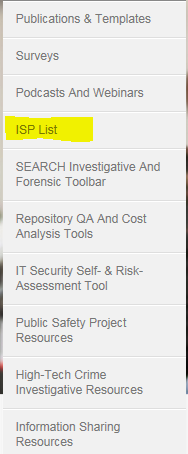 Publications & Templates
Surveys
Podcasts And Webinars
ISP List
SEARCH Investigative And
Forensic Toolbar
Repository QA And Cost
Analysis Tools
IT Security Self- & Risk-
Assessment Tool
Public Safety Project
Resources
High-Tech Crime
Investigative Resources
Information Sharing
Resources